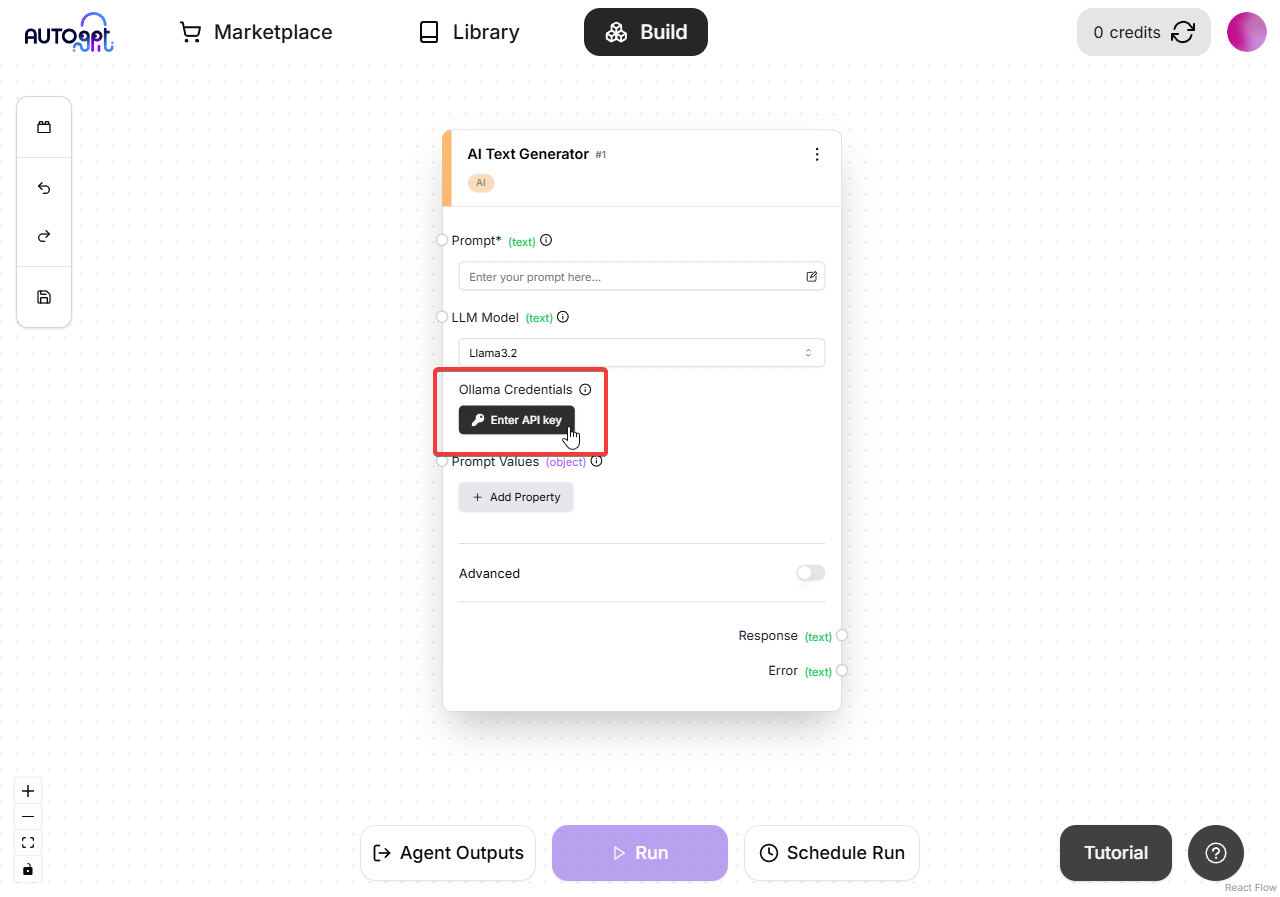 AUTOgpt
Marketplace
Library
Build
0 credits
AI Text Generator #1
AI
Prompt* (text)
Enter your prompt here...
LLM Model (text)
Llama3.2
Ollama Credentials
Enter API key
Prompt Values (object)
Add Property
Advanced
Response (text)
Error (text)
Agent Outputs
Run
Schedule Run
Tutorial
React Flow